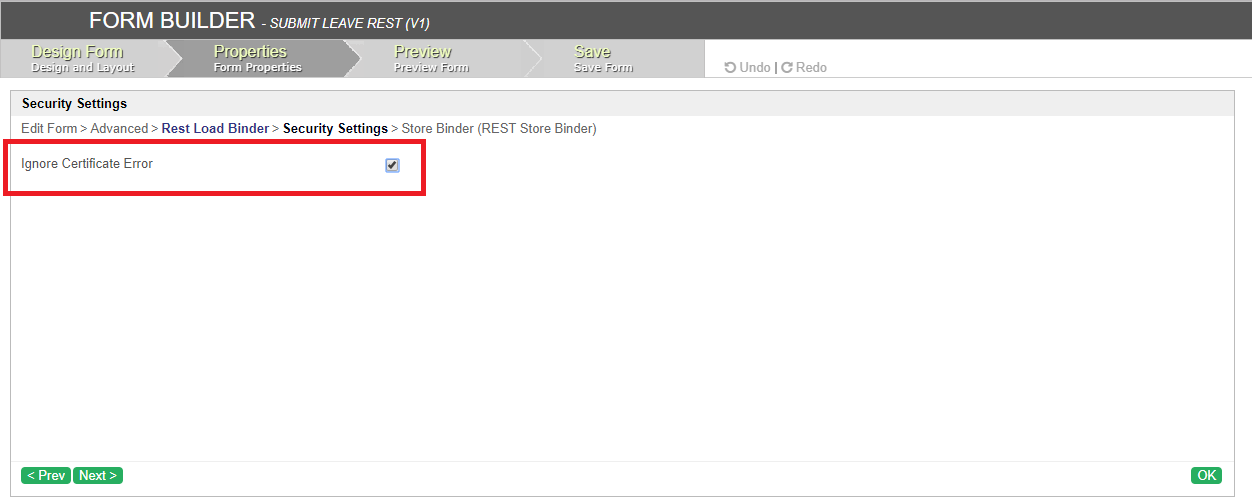 FORM BUILDER - SUBMIT LEAVE REST (V1)
Design Form
Design and Layout
Properties
Form Properties
Preview
Preview Form
Save
Save Form
Undo | Redo
Security Settings
Edit Form > Advanced > Rest Load Binder > Security Settings > Store Binder (REST Store Binder)
Ignore Certificate Error
< Prev Next > OK